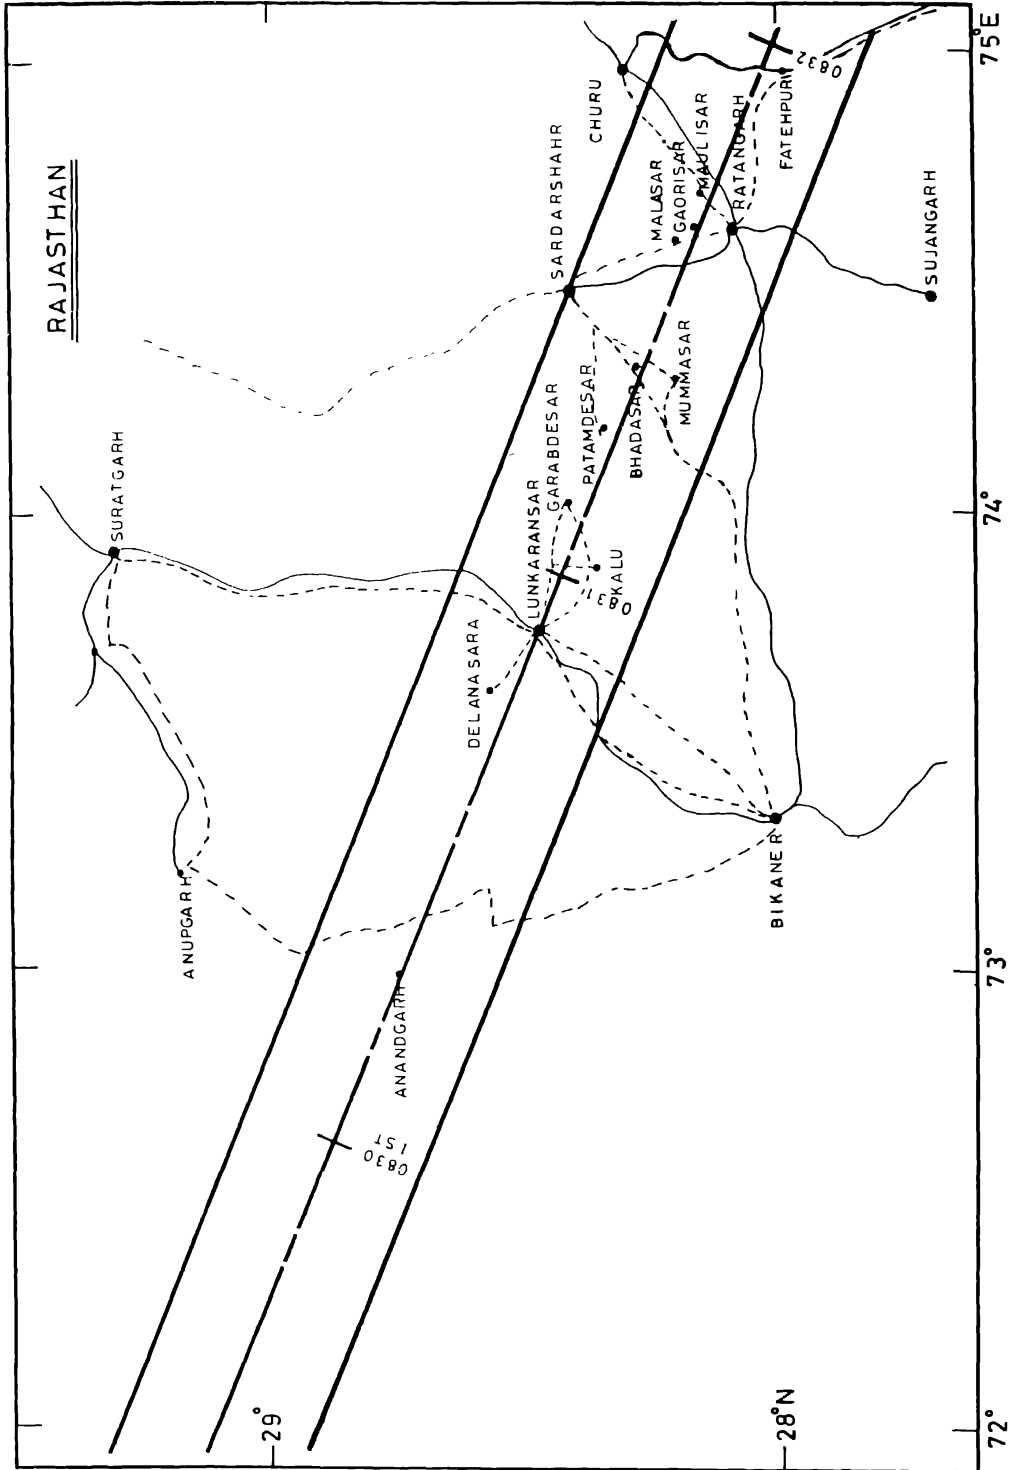 RAJASTHAN
SURATGARH
ANUPGARH
CHURU
SARDARSHAHR
MALASAR
GAORISAR
MAULISAR
RATANGARH
FATEHPUR
0832
SUJANGARH
GARABDESAR
PATAMDESAR
BHADASAR
MUMMASAR
LUNKARANSAR
KALU
0831
DELANASARA
BIKANER
ANANDGARH
0830
IST
29°
28°N
72°
73°
74°
75°E